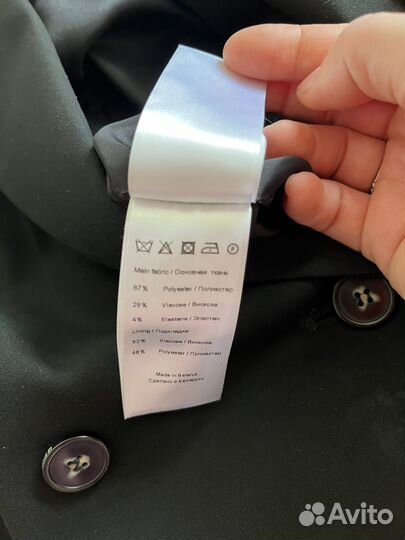 Main fabric / Основная ткань
67% Polyester / Полиэстер
29% Viscose / Вискоза
4% Elastane / Эластан
Lining / Подкладка
52% Viscose / Вискоза
48% Polyester / Полиэстер
Made in Belarus
Сделано в Беларуси
Avito